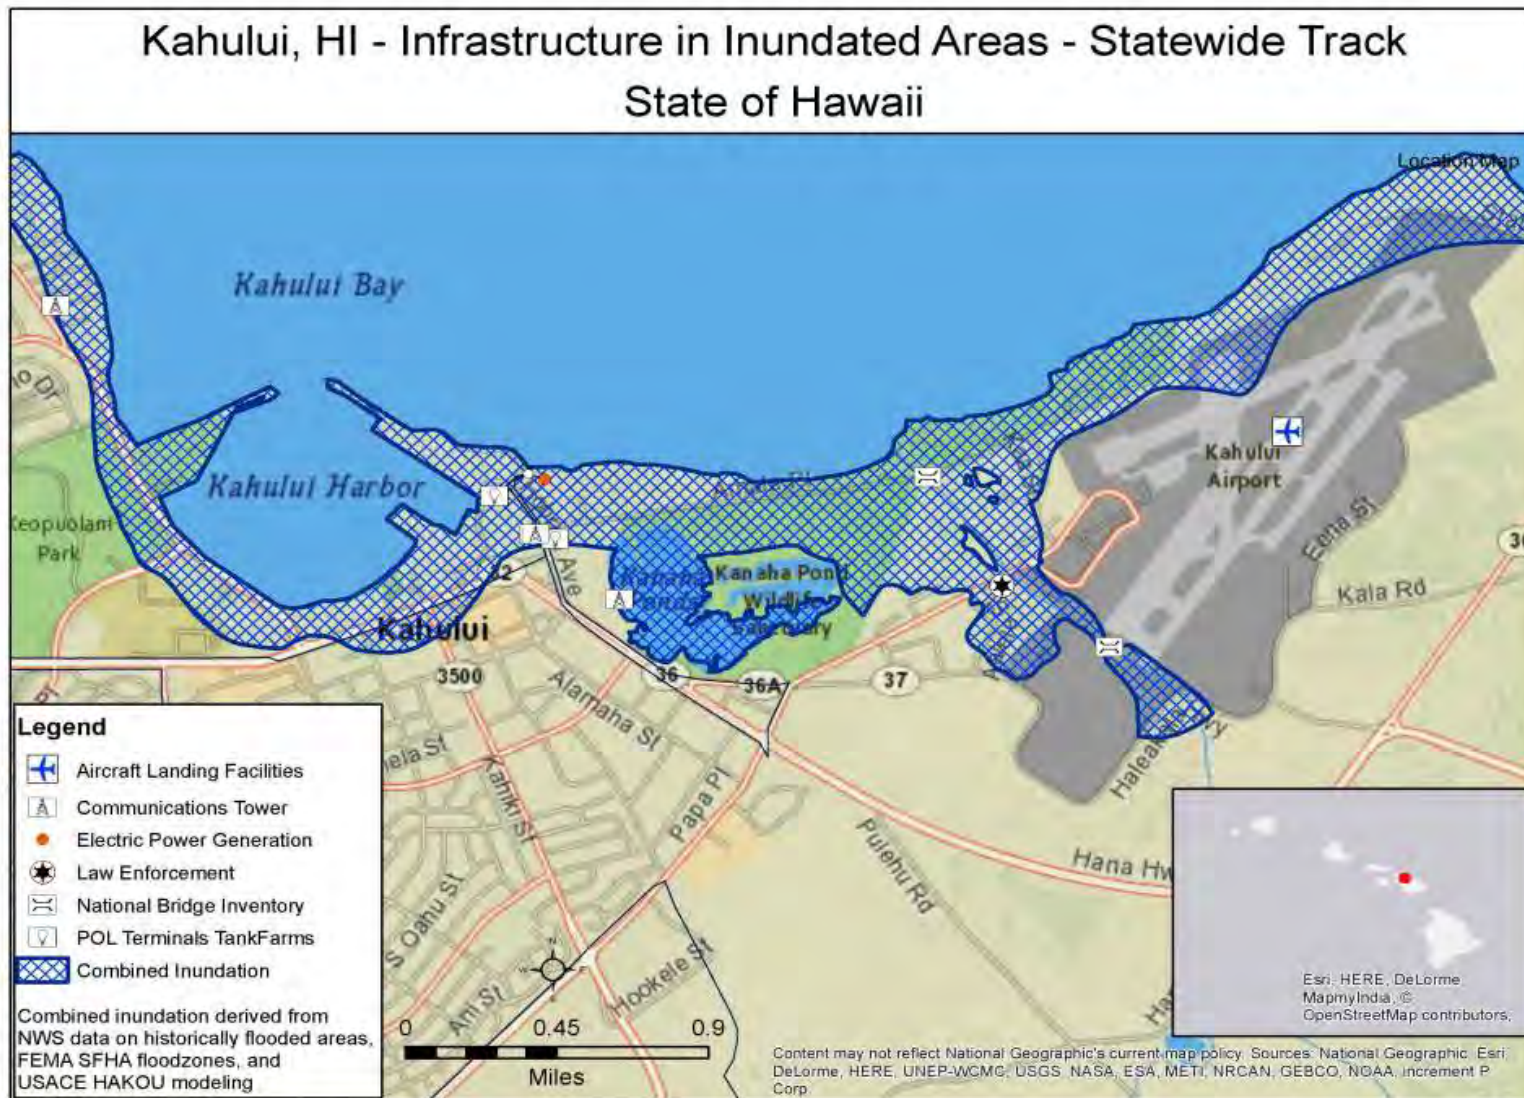 Kahului, HI - Infrastructure in Inundated Areas - Statewide Track
State of Hawaii
Location Map
Kahului Bay
Kahului Harbor
Kahului
Airport
Keopuolani
Park
Eena St
Kala Rd
Ave
Kanaha Pond
Wildlife
Sanctuary
Kahului
3500
36
36A
37
Alamaha St
Kahiki St
Papa Pl
Pulehu Rd
Hana Hw
S Oahu St
Ani St
Hookele St
Legend
Aircraft Landing Facilities
Communications Tower
Electric Power Generation
Law Enforcement
National Bridge Inventory
POL Terminals TankFarms
Combined Inundation
Combined inundation derived from
NWS data on historically flooded areas,
FEMA SFHA floodzones, and
USACE HAKOU modeling
N
W
E
S
0 0.45 0.9
Miles
Esri, HERE, DeLorme
MapmyIndia, ©
OpenStreetMap contributors,
Content may not reflect National Geographic's current map policy. Sources: National Geographic, Esri,
DeLorme, HERE, UNEP-WCMC, USGS, NASA, ESA, METI, NRCAN, GEBCO, NOAA, increment P
Corp.